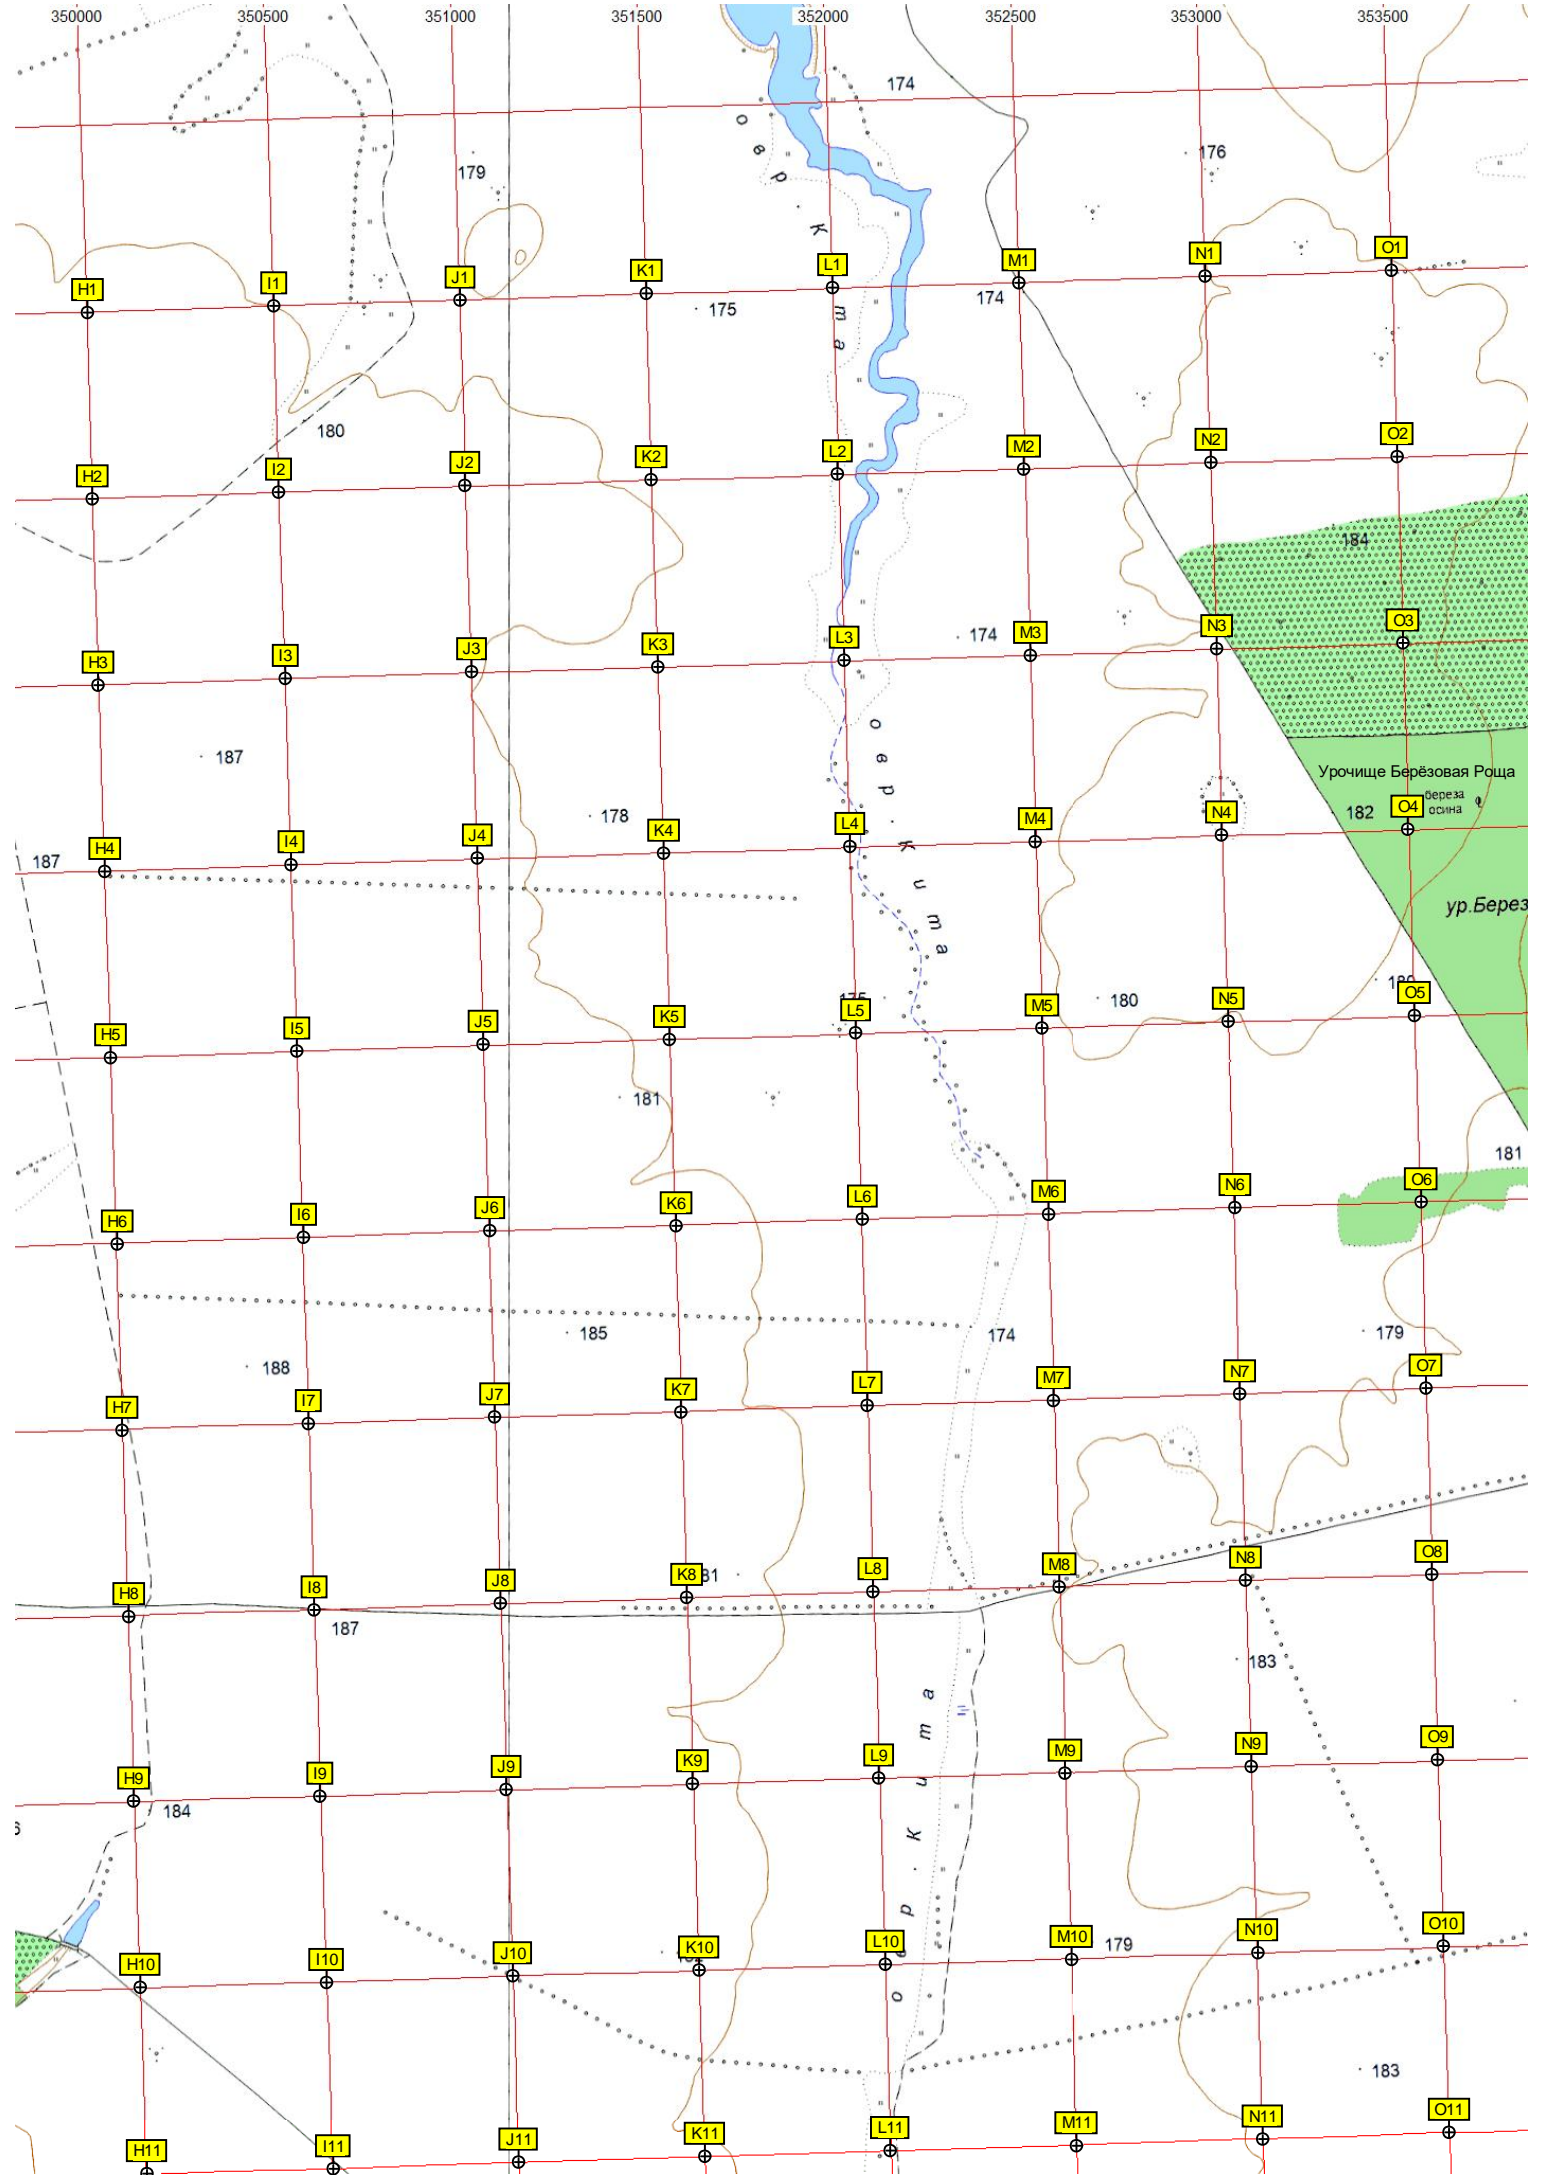 350000 350500 351000 351500 352000 352500 353000 353500
174
179
176
овр. Кита
H1 I1 J1 K1 L1 M1 N1 O1
175
174
180
H2 I2 J2 K2 L2 M2 N2 O2
184
174
H3 I3 J3 K3 L3 M3 N3 O3
187
овр. Кита
Урочище Берёзовая Роща
береза
осина
182
178
187
H4 I4 J4 K4 L4 M4 N4 O4
ур.Берез
180
H5 I5 J5 K5 L5 M5 N5 O5
181
181
H6 I6 J6 K6 L6 M6 N6 O6
185
174
179
188
H7 I7 J7 K7 L7 M7 N7 O7
H8 I8 J8 K8 L8 M8 N8 O8
187
183
H9 I9 J9 K9 L9 M9 N9 O9
184
овр. Кита
179
H10 I10 J10 K10 L10 M10 N10 O10
183
H11 I11 J11 K11 L11 M11 N11 O11